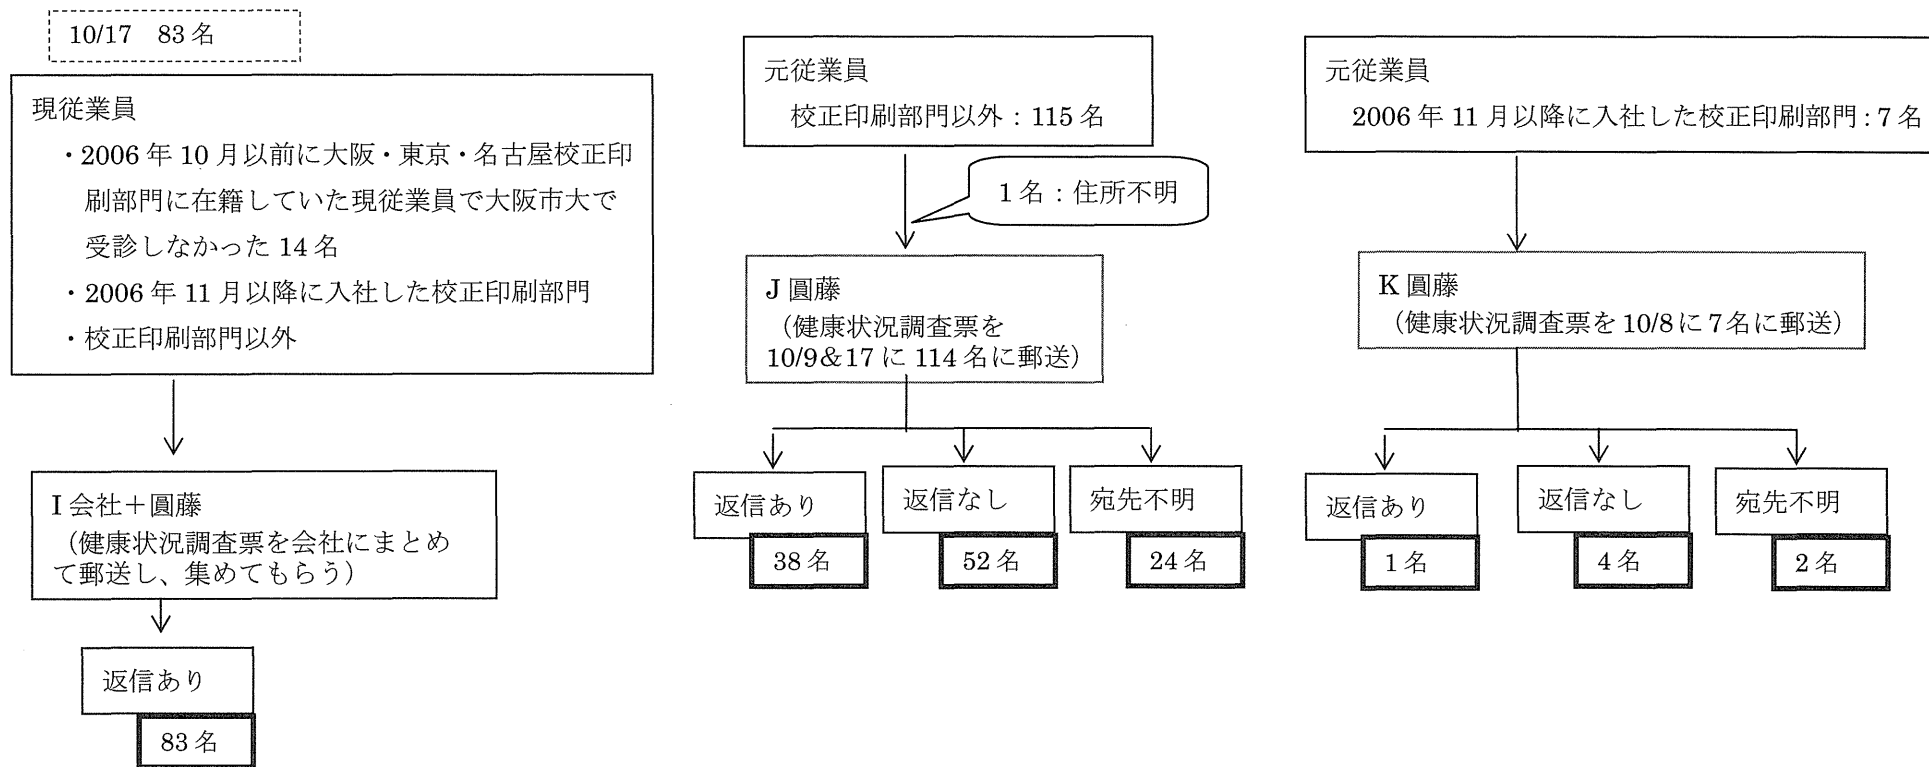 10/17 83名
現従業員
・2006年10月以前に大阪・東京・名古屋校正印
刷部門に在籍していた現従業員で大阪市大で
受診しなかった14名
・2006年11月以降に入社した校正印刷部門
・校正印刷部門以外
I会社+圓藤
(健康状況調査票を会社にまとめ
て郵送し、集めてもらう)
返信あり
83名
元従業員
校正印刷部門以外:115名
1名:住所不明
J圓藤
(健康状況調査票を
10/9&17に114名に郵送)
返信あり
38名
返信なし
52名
宛先不明
24名
元従業員
2006年11月以降に入社した校正印刷部門:7名
K圓藤
(健康状況調査票を10/8に7名に郵送)
返信あり
1名
返信なし
4名
宛先不明
2名